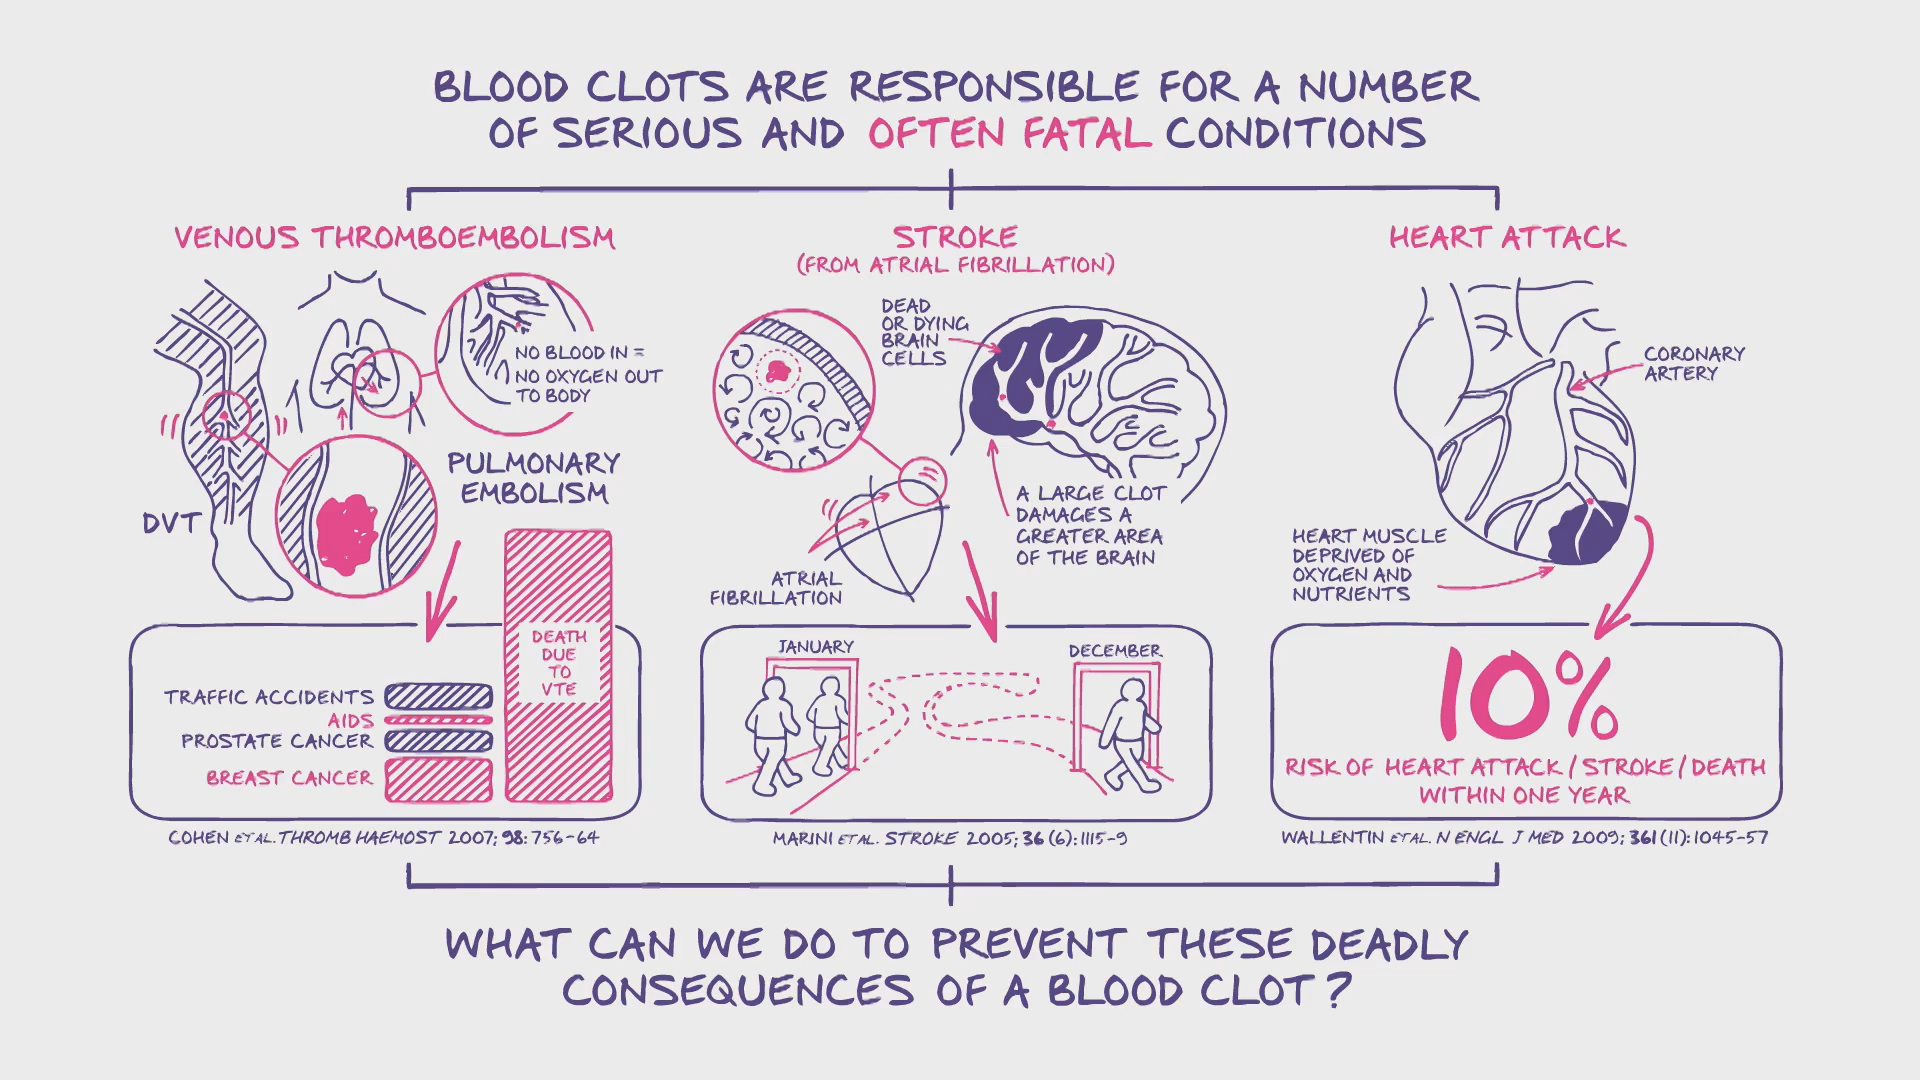 BLOOD CLOTS ARE RESPONSIBLE FOR A NUMBER
OF SERIOUS AND OFTEN FATAL CONDITIONS
VENOUS THROMBOEMBOLISM
NO BLOOD IN =
NO OXYGEN OUT
TO BODY
PULMONARY
EMBOLISM
DVT
DEATH
DUE
TO
VTE
TRAFFIC ACCIDENTS
AIDS
PROSTATE CANCER
BREAST CANCER
COHEN ET AL. THROMB HAEMOST 2007; 98: 756-64
STROKE
(FROM ATRIAL FIBRILLATION)
DEAD
OR DYING
BRAIN
CELLS
A LARGE CLOT
DAMAGES A
GREATER AREA
OF THE BRAIN
ATRIAL
FIBRILLATION
JANUARY
DECEMBER
MARINI ET AL. STROKE 2005; 36 (6): 1115-9
HEART ATTACK
CORONARY
ARTERY
HEART MUSCLE
DEPRIVED OF
OXYGEN AND
NUTRIENTS
10%
RISK OF HEART ATTACK / STROKE / DEATH
WITHIN ONE YEAR
WALLENTIN ET AL. N ENGL J MED 2009; 361 (11): 1045-57
WHAT CAN WE DO TO PREVENT THESE DEADLY
CONSEQUENCES OF A BLOOD CLOT?